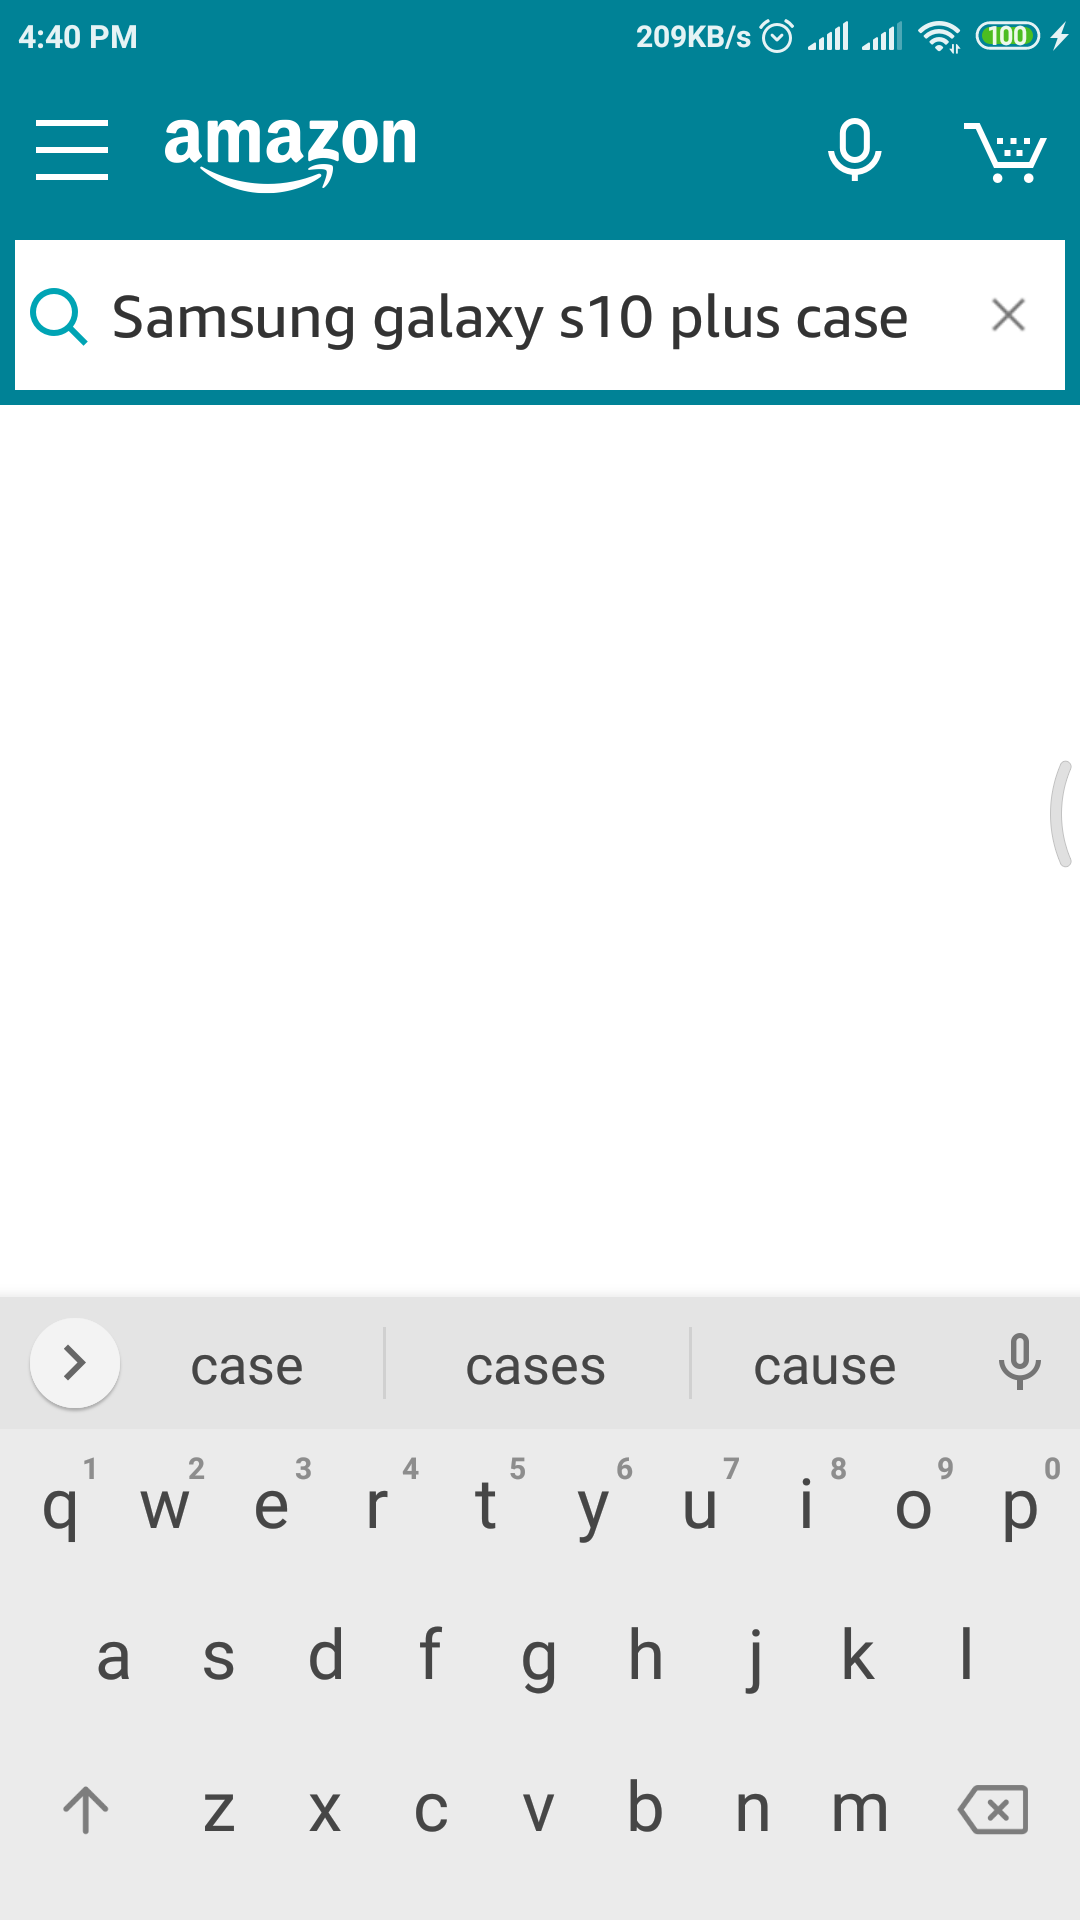 4:40 PM 209KB/s 100
amazon
Samsung galaxy s10 plus case
case cases cause
1 2 3 4 5 6 7 8 9 0
q w e r t y u i o p
a s d f g h j k l
z x c v b n m